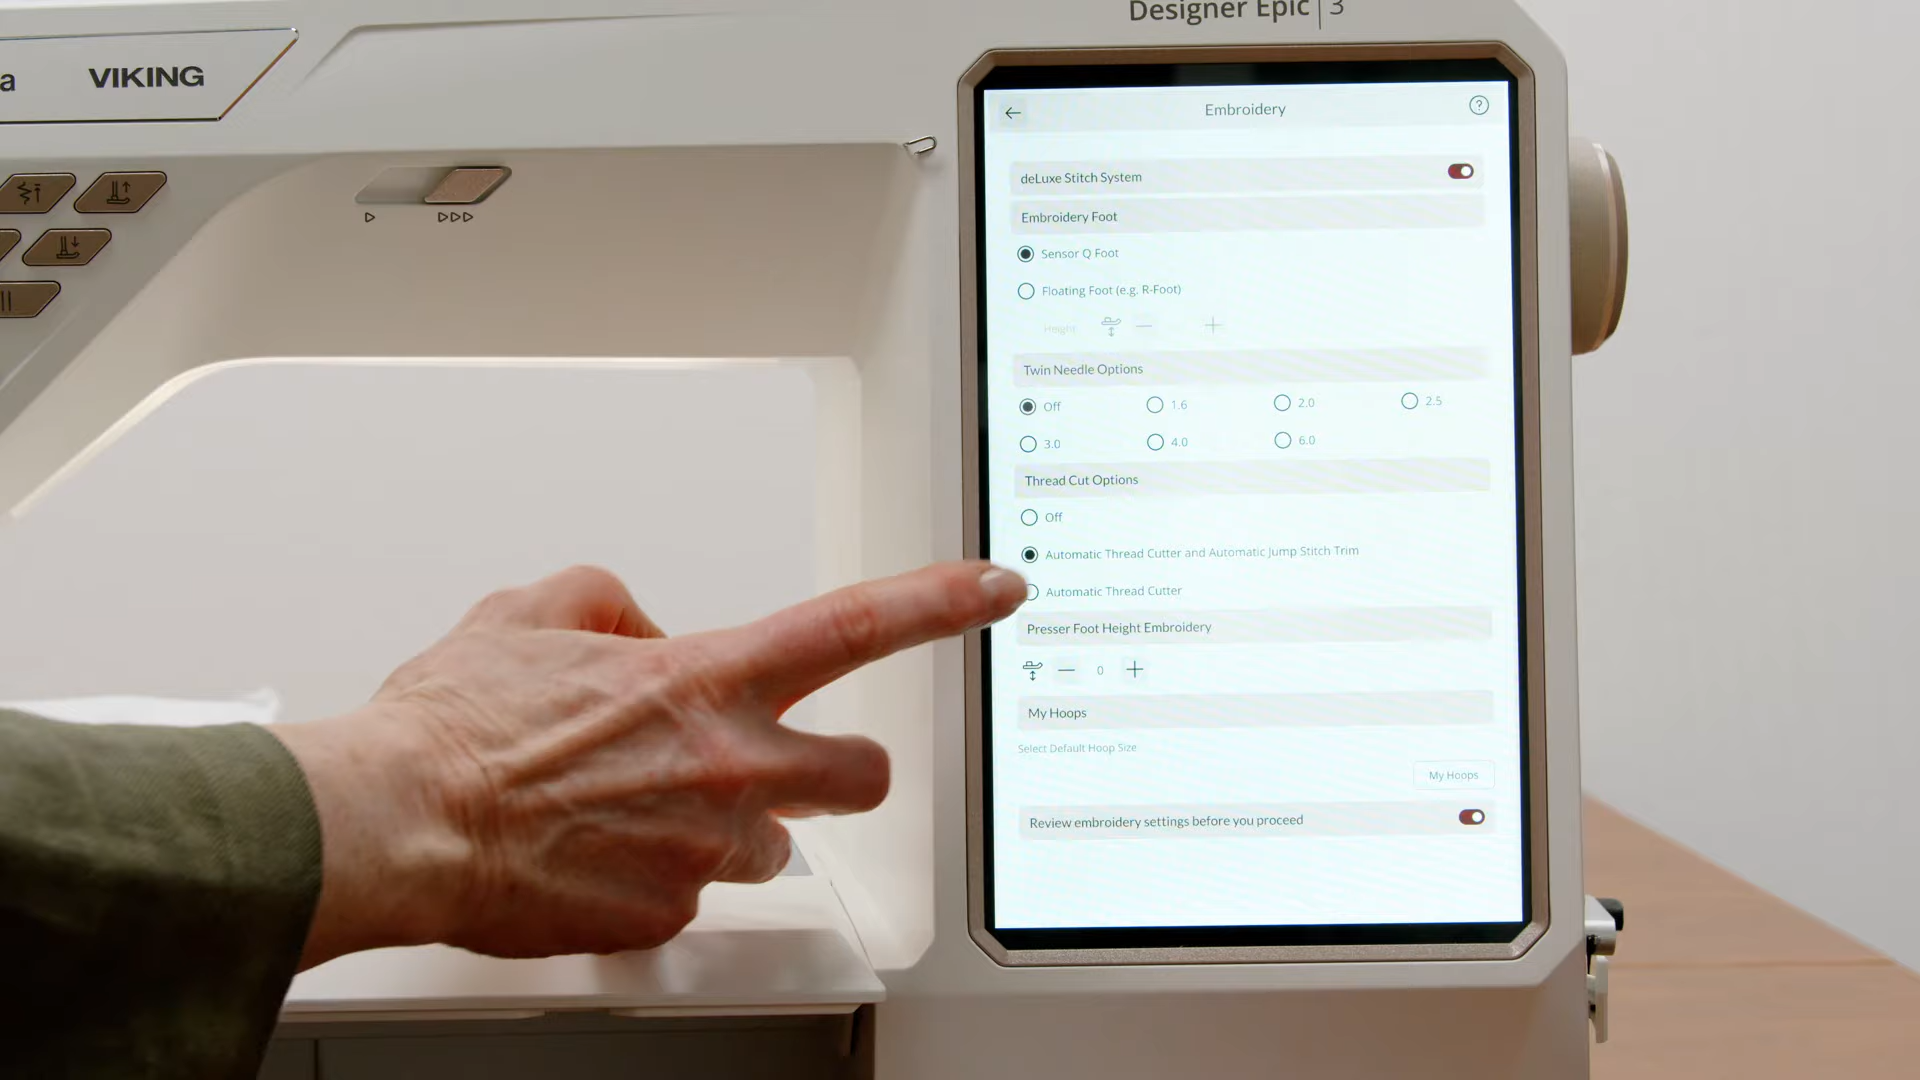 Designer Epic | 3
a VIKING
Embroidery
?
deLuxe Stitch System
Embroidery Foot
Sensor Q Foot
Floating Foot (e.g. R-Foot)
Height
Twin Needle Options
Off 1.6 2.0 2.5
3.0 4.0 6.0
Thread Cut Options
Off
Automatic Thread Cutter and Automatic Jump Stitch Trim
Automatic Thread Cutter
Presser Foot Height Embroidery
0
My Hoops
Select Default Hoop Size
My Hoops
Review embroidery settings before you proceed